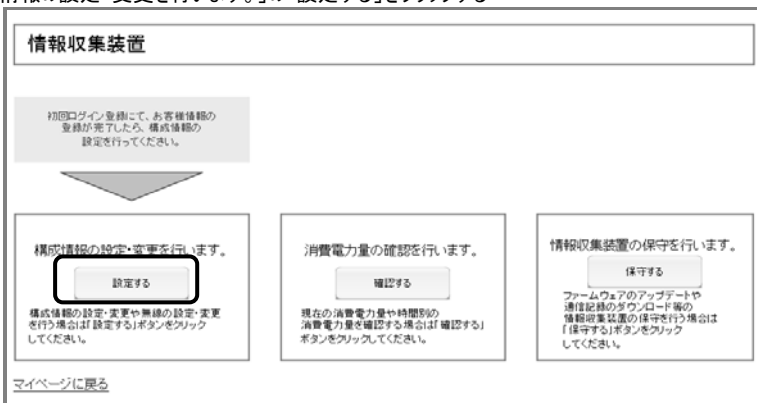 情報の設定・変更を行います。」の「設定する」をクリックする
情報収集装置
初回ログイン登録にて、お客様情報の
登録が完了したら、構成情報の
設定を行ってください。
構成情報の設定・変更を行います。
設定する
構成情報の設定・変更や無線の設定・変更
を行う場合は「設定する」ボタンをクリック
してください。
消費電力量の確認を行います。
確認する
現在の消費電力量や時間別の
消費電力量を確認する場合は「確認する」
ボタンをクリックしてください。
情報収集装置の保守を行います。
保守する
ファームウェアのアップデートや
通信記録のダウンロード等の
情報収集装置の保守を行う場合は
「保守する」ボタンをクリック
してください。
マイページに戻る